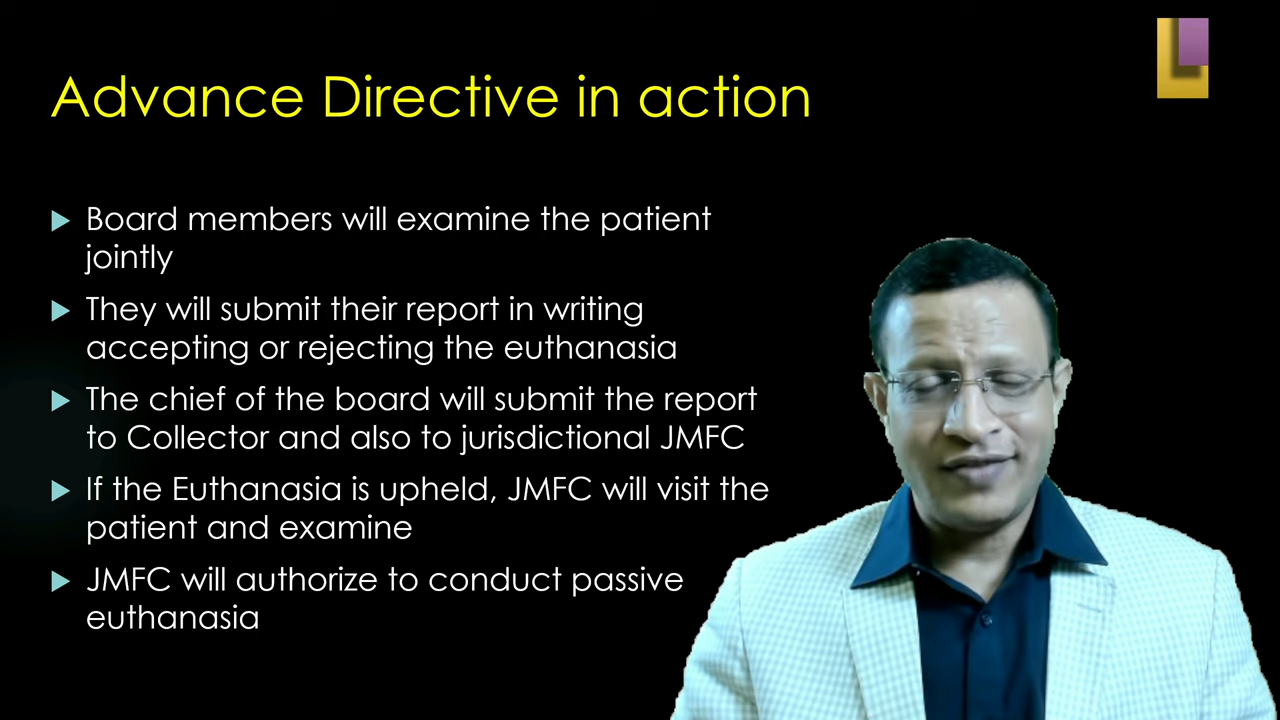 Advance Directive in action
Board members will examine the patient
jointly
They will submit their report in writing
accepting or rejecting the euthanasia
The chief of the board will submit the report
to Collector and also to jurisdictional JMFC
If the Euthanasia is upheld, JMFC will visit the
patient and examine
JMFC will authorize to conduct passive
euthanasia